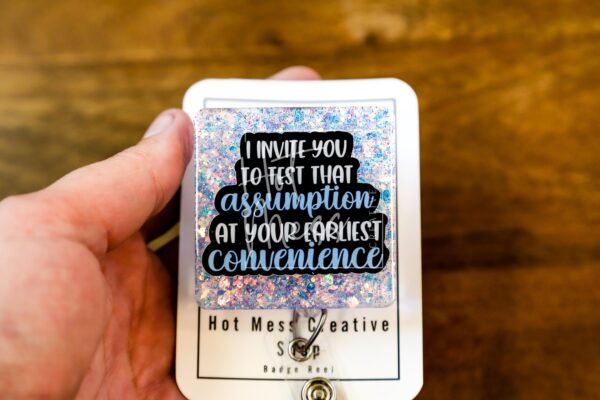 I INVITE YOU
TO TEST THAT
assumption
AT YOUR EARLIEST
convenience
Hot Mess Creative
Shop
Badge Reel